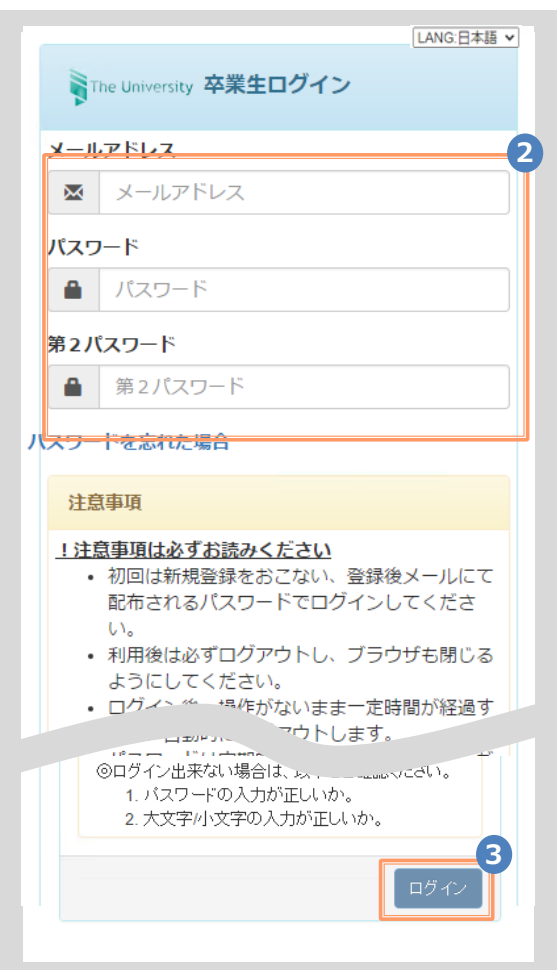 LANG:日本語
The University 卒業生ログイン
メールアドレス
2
メールアドレス
パスワード
パスワード
第2パスワード
第2パスワード
パスワードを忘れた場合
注意事項
!注意事項は必ずお読みください
• 初回は新規登録をおこない、登録後メールにて
配布されるパスワードでログインしてくださ
い。
• 利用後は必ずログアウトし、ブラウザも閉じる
ようにしてください。
• ログイン後、操作がないまま一定時間が経過す
自動的に アウトします。
◎ログイン出来ない場合は、以 ください。
1. パスワードの入力が正しいか。
2. 大文字/小文字の入力が正しいか。
3
ログイン